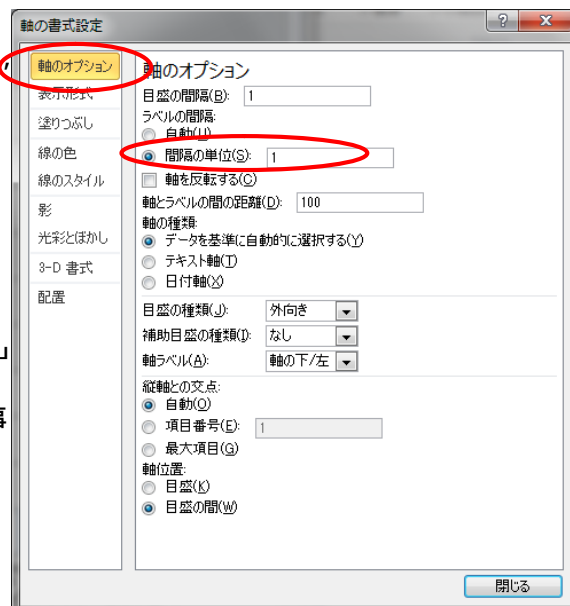 軸の書式設定
軸のオプション
表示形式
塗りつぶし
線の色
線のスタイル
影
光彩とぼかし
3-D 書式
配置
軸のオプション
目盛の間隔(B): 1
ラベルの間隔:
自動(U)
間隔の単位(S): 1
軸を反転する(C)
軸とラベルの間の距離(D): 100
軸の種類:
データを基準に自動的に選択する(Y)
テキスト軸(T)
日付軸(X)
目盛の種類(J): 外向き
補助目盛の種類(I): なし
軸ラベル(A): 軸の下/左
縦軸との交点:
自動(O)
項目番号(E): 1
最大項目(G)
軸位置:
目盛(K)
目盛の間(W)
閉じる
」